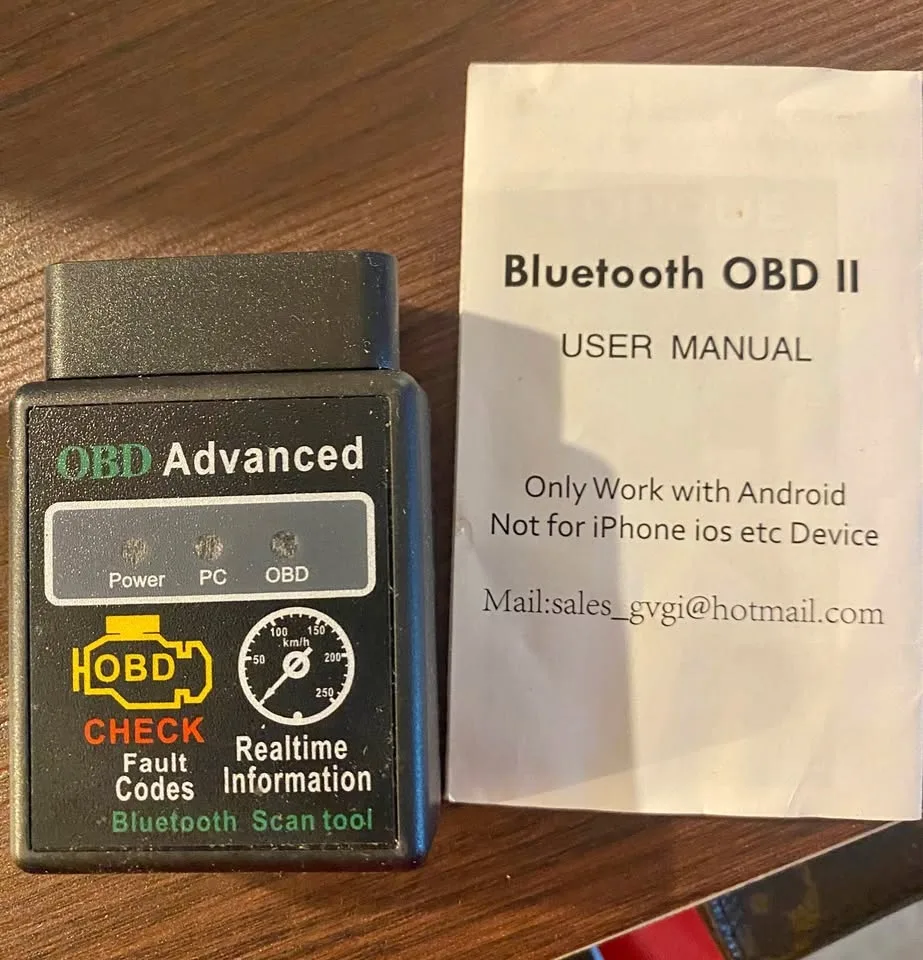 OBD Advanced
Power PC OBD
OBD
50 100 150 200 250
km/h
CHECK
Fault
Codes
Realtime
Information
Bluetooth Scan tool
Bluetooth OBD II
USER MANUAL
Only Work with Android
Not for iPhone ios etc Device
Mail:sales_gvgi@hotmail.com